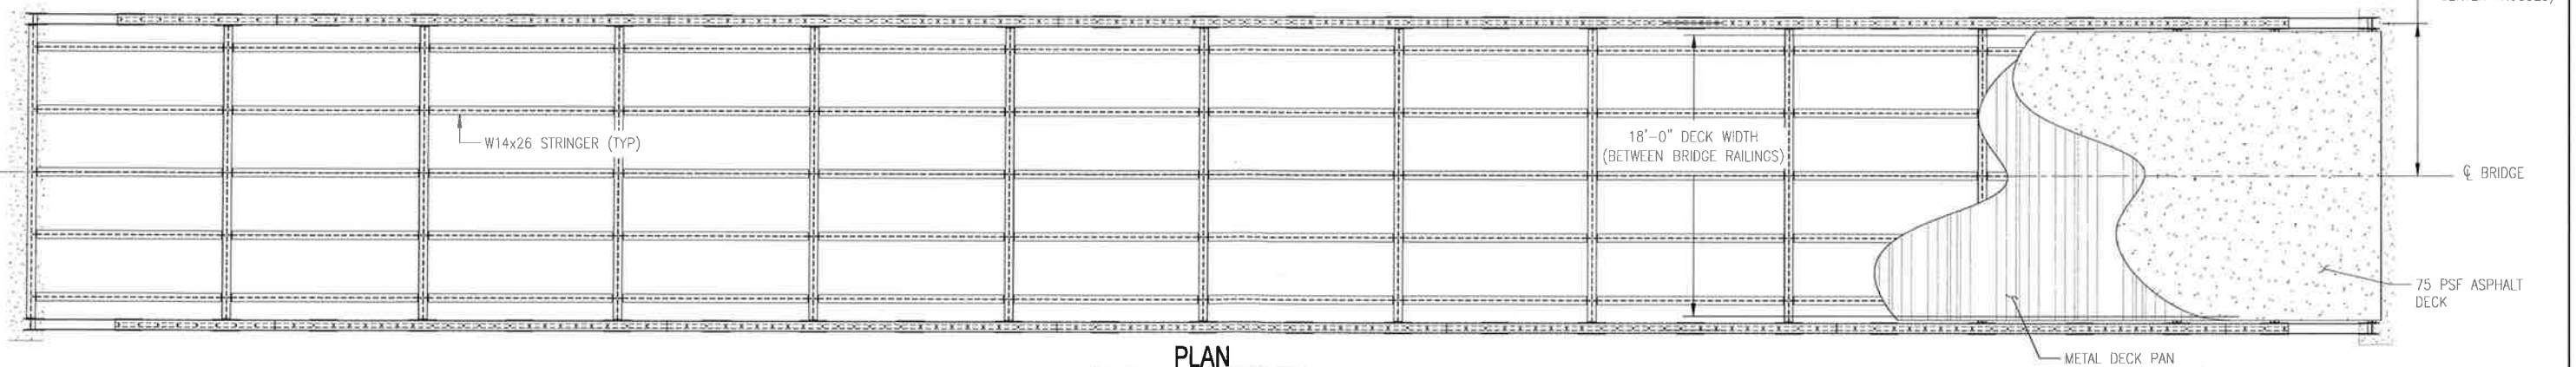 W14x26 STRINGER (TYP)
18'-0" DECK WIDTH
(BETWEEN BRIDGE RAILINGS)
℄ BRIDGE
75 PSF ASPHALT
DECK
METAL DECK PAN
PLAN